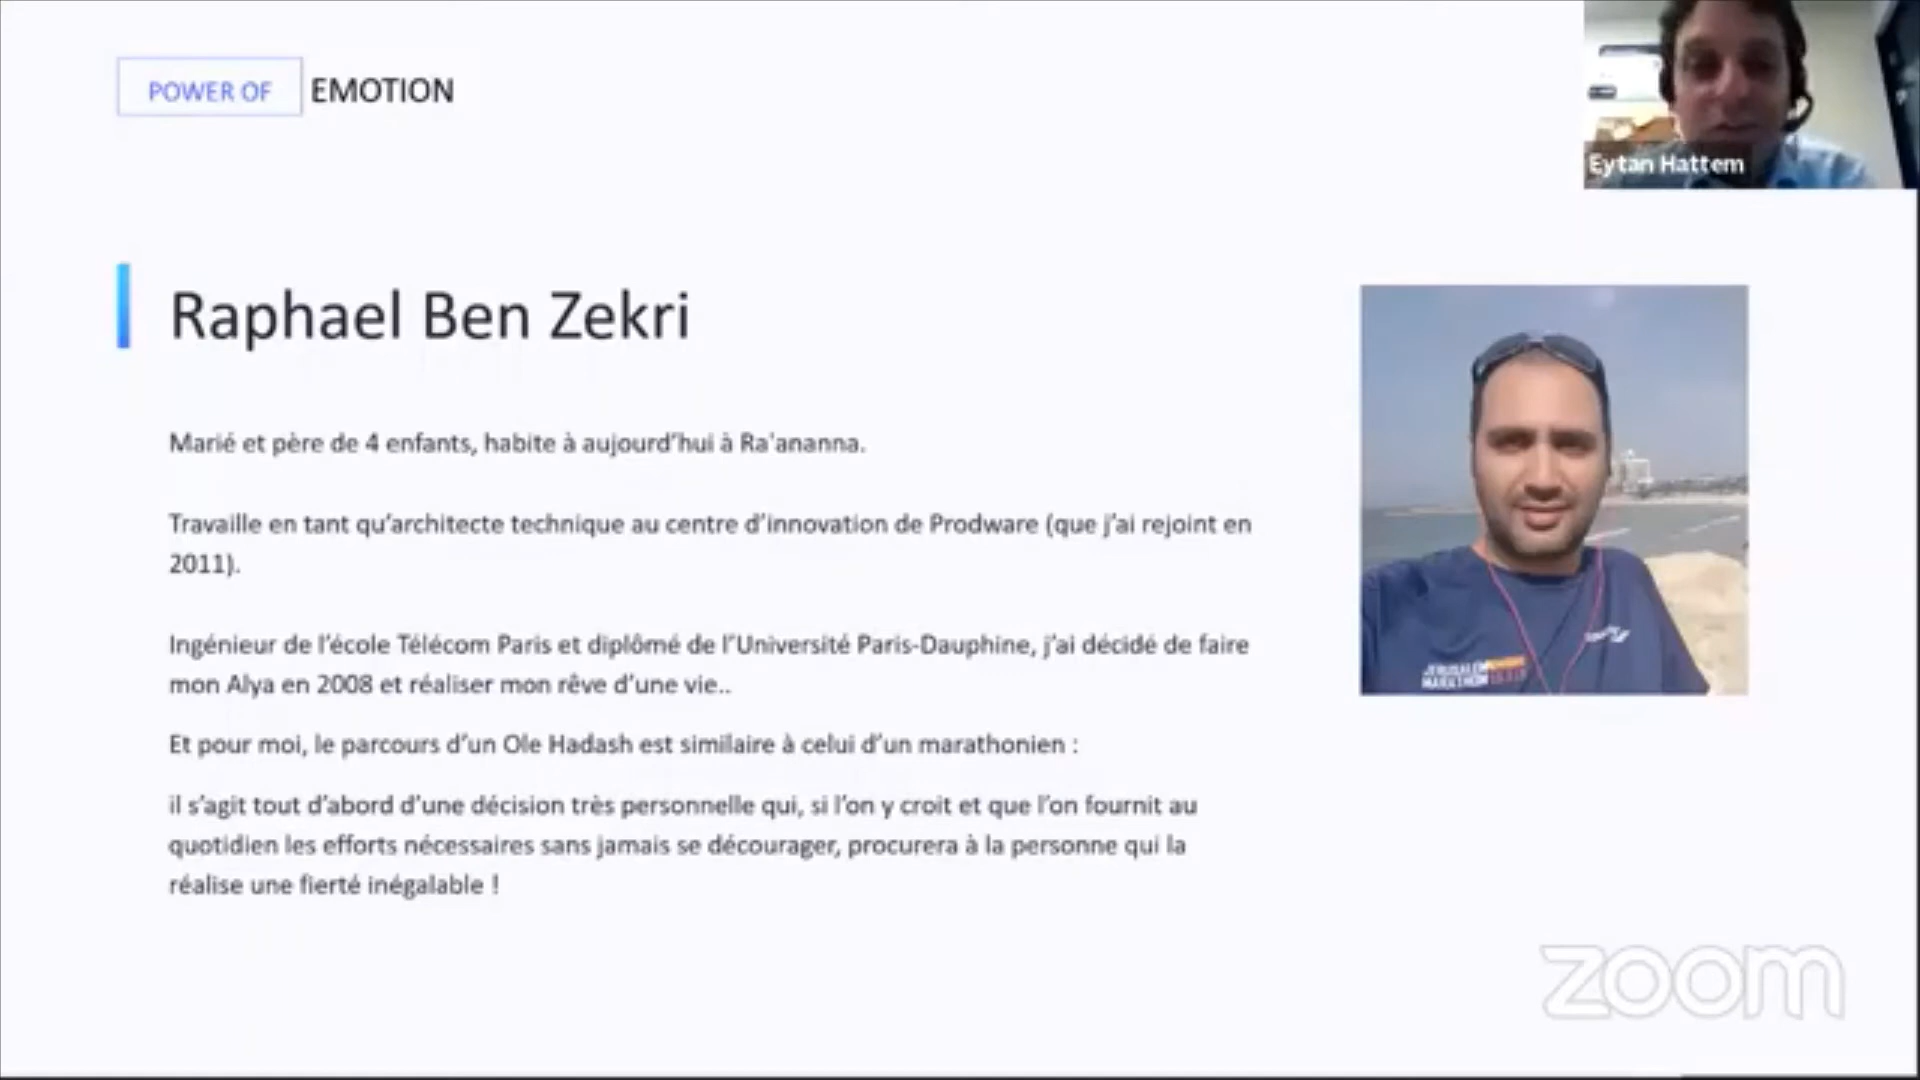 POWER OF EMOTION
Eytan Hattem
Raphael Ben Zekri
Marié et père de 4 enfants, habite à aujourd'hui à Ra'ananna.
Travaille en tant qu'architecte technique au centre d'innovation de Prodware (que j'ai rejoint en
2011).
Ingénieur de l'école Télécom Paris et diplômé de l'Université Paris-Dauphine, j'ai décidé de faire
mon Alya en 2008 et réaliser mon rêve d'une vie..
Et pour moi, le parcours d'un Ole Hadash est similaire à celui d'un marathonien :
il s'agit tout d'abord d'une décision très personnelle qui, si l'on y croit et que l'on fournit au
quotidien les efforts nécessaires sans jamais se décourager, procurera à la personne qui la
réalise une fierté inégalable !
JERUSALEM
MARATHON
zoom